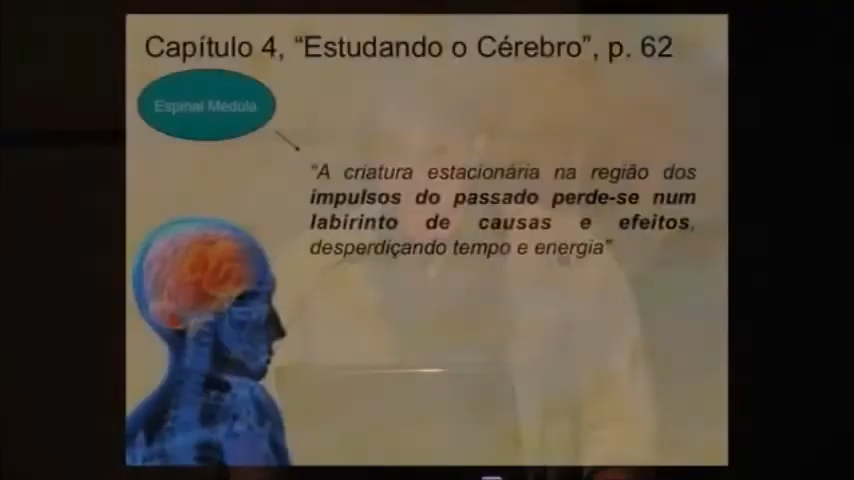 Capítulo 4, “Estudando o Cérebro”, p. 62
Espinal Medula
“A criatura estacionária na região dos
impulsos do passado perde-se num
labirinto de causas e efeitos,
desperdiçando tempo e energia”